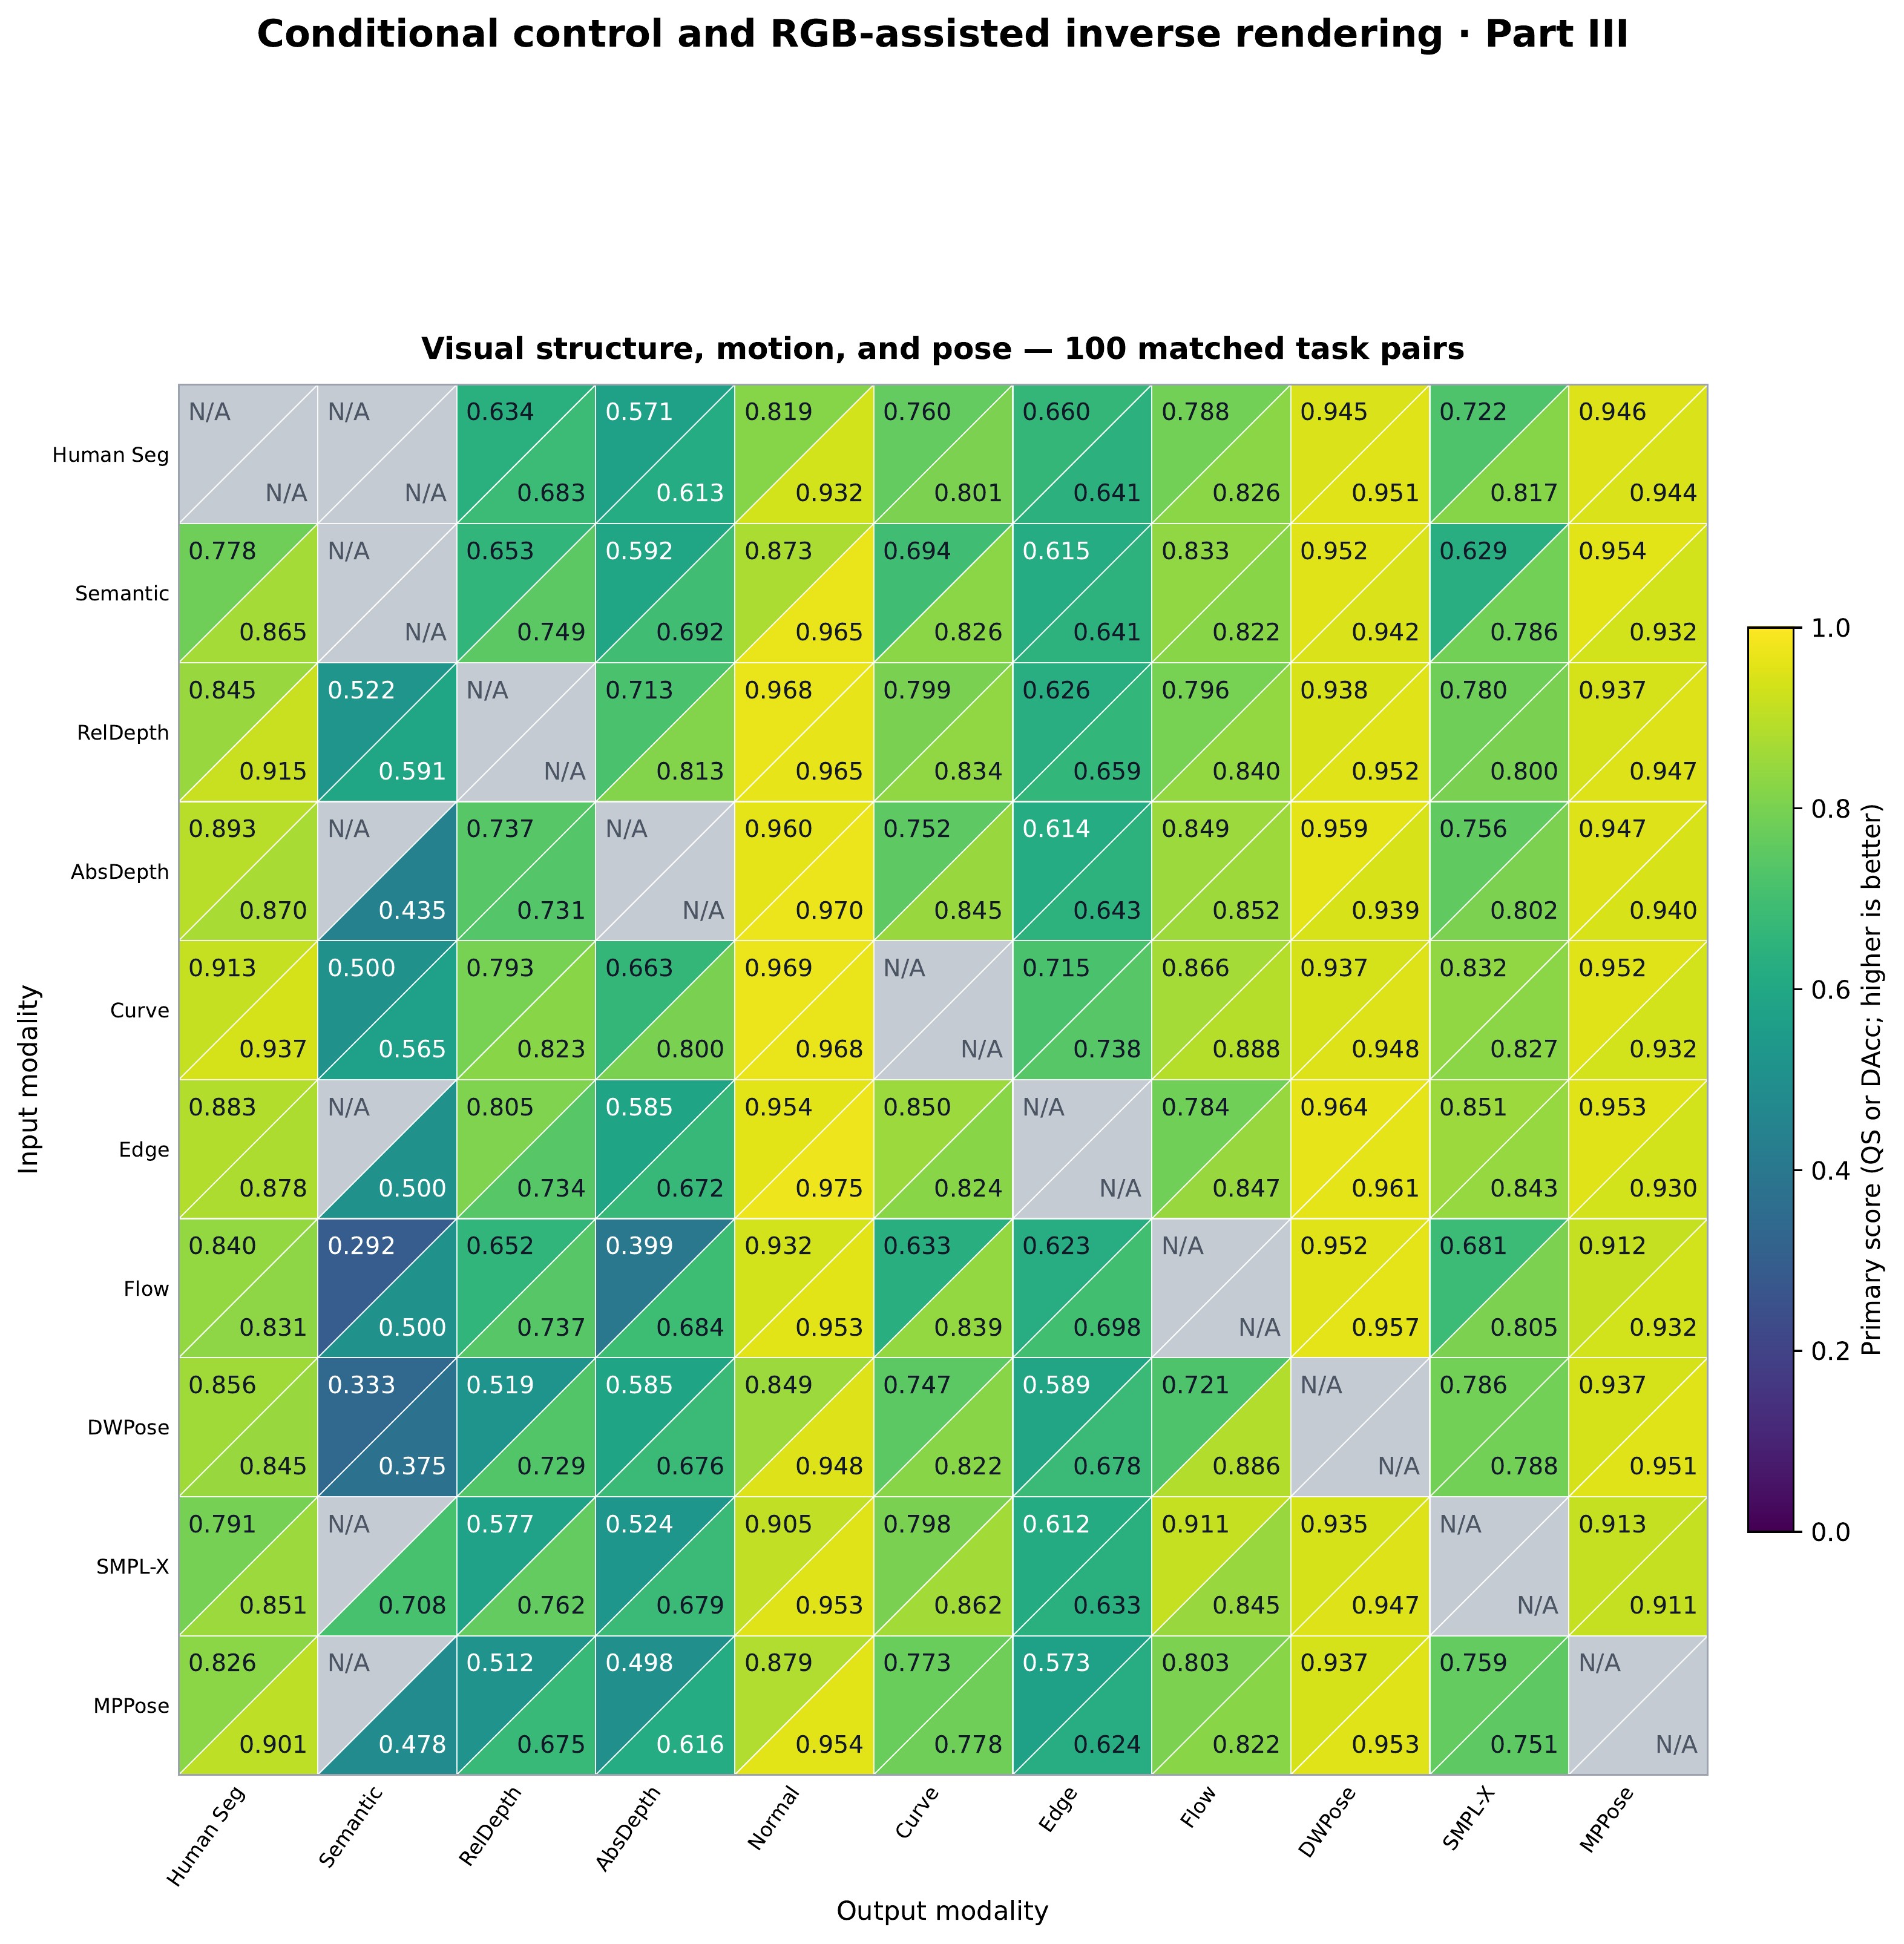 Conditional control and RGB-assisted inverse rendering · Part III
Visual structure, motion, and pose — 100 matched task pairs
N/A N/A 0.634 0.571 0.819 0.760 0.660 0.788 0.945 0.722 0.946
Human Seg
N/A N/A 0.683 0.613 0.932 0.801 0.641 0.826 0.951 0.817 0.944
0.778 N/A 0.653 0.592 0.873 0.694 0.615 0.833 0.952 0.629 0.954
Semantic
0.865 N/A 0.749 0.692 0.965 0.826 0.641 0.822 0.942 0.786 0.932
0.845 0.522 N/A 0.713 0.968 0.799 0.626 0.796 0.938 0.780 0.937
RelDepth
0.915 0.591 N/A 0.813 0.965 0.834 0.659 0.840 0.952 0.800 0.947
0.893 N/A 0.737 N/A 0.960 0.752 0.614 0.849 0.959 0.756 0.947
AbsDepth
0.870 0.435 0.731 N/A 0.970 0.845 0.643 0.852 0.939 0.802 0.940
0.913 0.500 0.793 0.663 0.969 N/A 0.715 0.866 0.937 0.832 0.952
Curve
0.937 0.565 0.823 0.800 0.968 N/A 0.738 0.888 0.948 0.827 0.932
0.883 N/A 0.805 0.585 0.954 0.850 N/A 0.784 0.964 0.851 0.953
Edge
0.878 0.500 0.734 0.672 0.975 0.824 N/A 0.847 0.961 0.843 0.930
0.840 0.292 0.652 0.399 0.932 0.633 0.623 N/A 0.952 0.681 0.912
Flow
0.831 0.500 0.737 0.684 0.953 0.839 0.698 N/A 0.957 0.805 0.932
0.856 0.333 0.519 0.585 0.849 0.747 0.589 0.721 N/A 0.786 0.937
DWPose
0.845 0.375 0.729 0.676 0.948 0.822 0.678 0.886 N/A 0.788 0.951
0.791 N/A 0.577 0.524 0.905 0.798 0.612 0.911 0.935 N/A 0.913
SMPL-X
0.851 0.708 0.762 0.679 0.953 0.862 0.633 0.845 0.947 N/A 0.911
0.826 N/A 0.512 0.498 0.879 0.773 0.573 0.803 0.937 0.759 N/A
MPPose
0.901 0.478 0.675 0.616 0.954 0.778 0.624 0.822 0.953 0.751 N/A
Input modality
Human Seg Semantic RelDepth AbsDepth Normal Curve Edge Flow DWPose SMPL-X MPPose
Output modality
1.0
0.8
0.6
0.4
0.2
0.0
Primary score (QS or DAcc; higher is better)